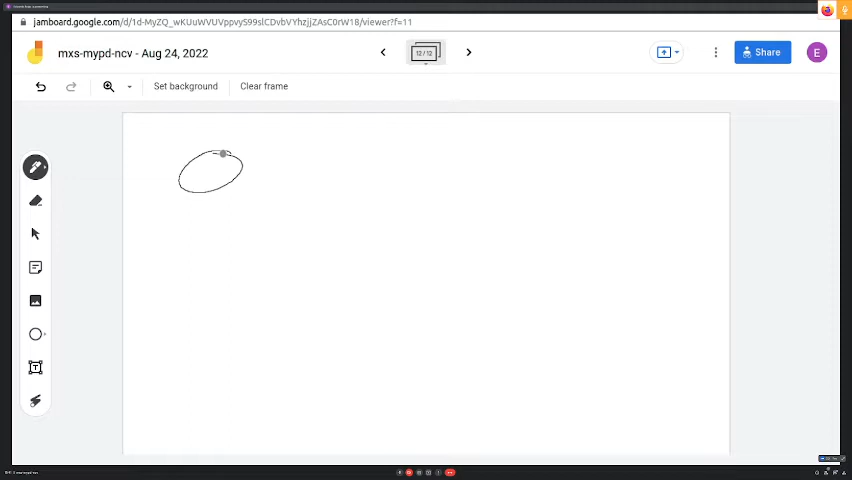 jamboard.google.com/d/1d-MyZQ_wKUuWVUVppvyS99slCDvbVYhzjjZAsC0rW18/viewer?f=11
mxs-mypd-ncv - Aug 24, 2022
12 / 12
Share
E
Set background
Clear frame
T